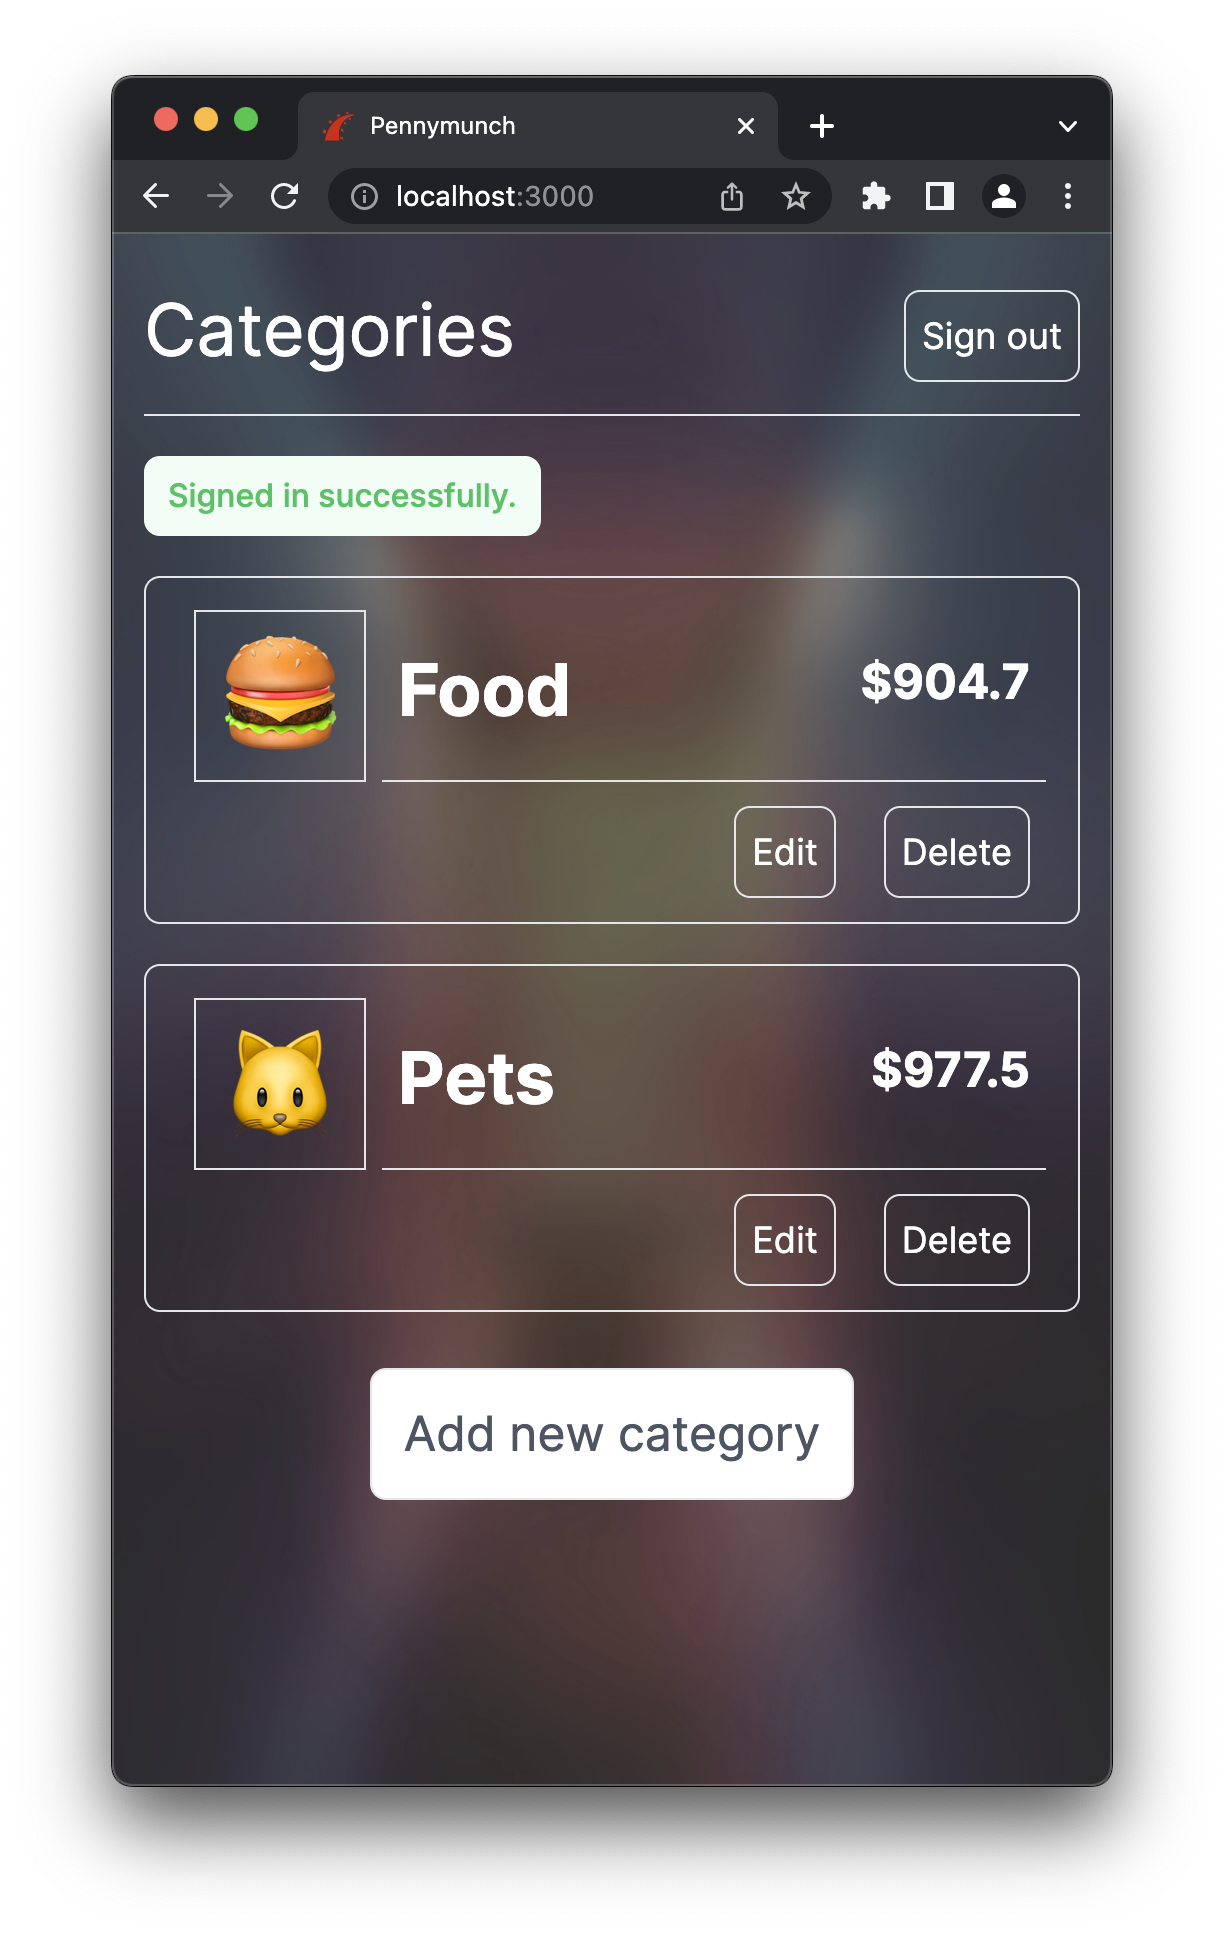 Pennymunch
localhost:3000
Categories
Sign out
Signed in successfully.
Food
$904.7
Edit
Delete
Pets
$977.5
Edit
Delete
Add new category